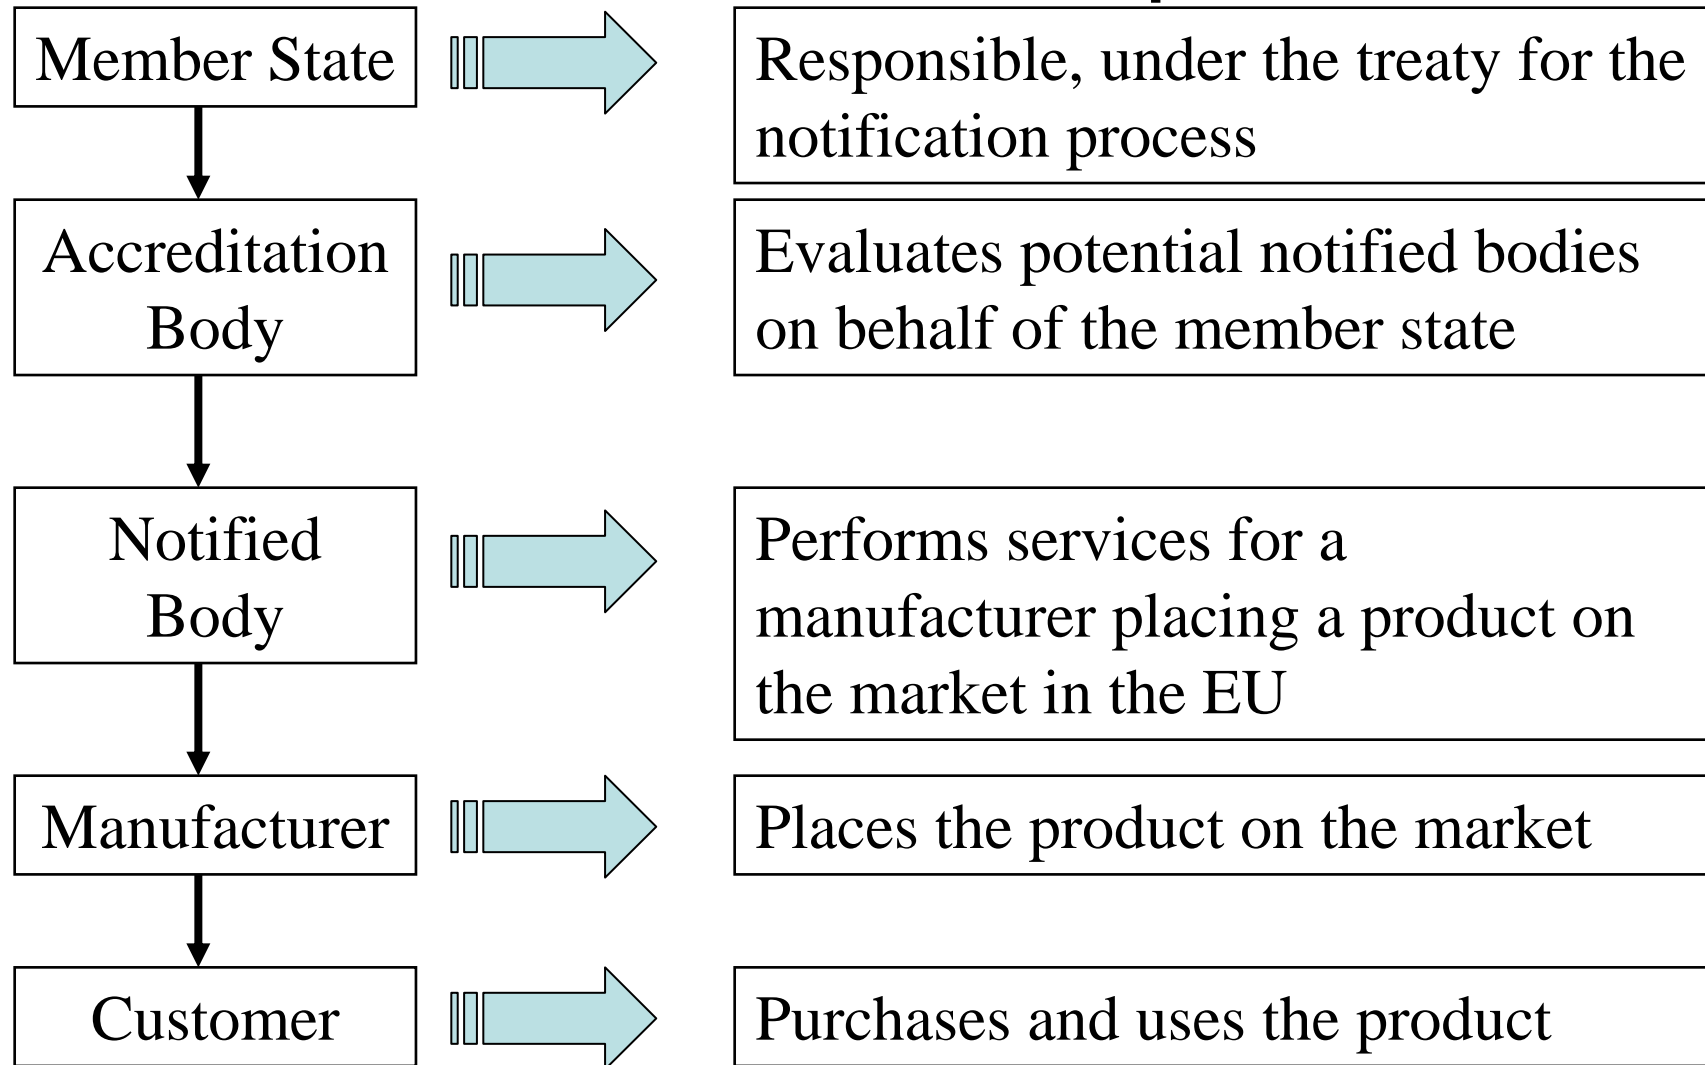 Member State
Responsible, under the treaty for the
notification process
Accreditation
Body
Evaluates potential notified bodies
on behalf of the member state
Notified
Body
Performs services for a
manufacturer placing a product on
the market in the EU
Manufacturer
Places the product on the market
Customer
Purchases and uses the product